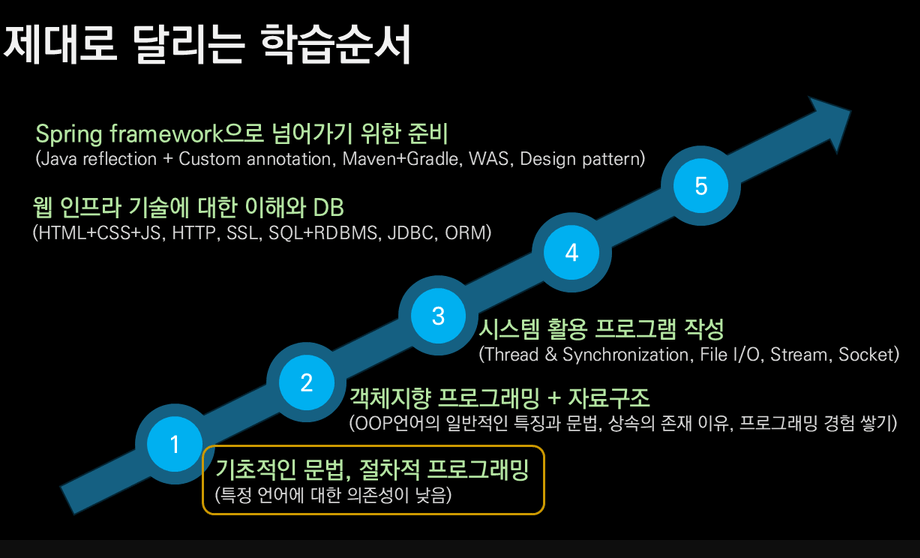 제대로 달리는 학습순서
Spring framework으로 넘어가기 위한 준비
(Java reflection + Custom annotation, Maven+Gradle, WAS, Design pattern)
웹 인프라 기술에 대한 이해와 DB
(HTML+CSS+JS, HTTP, SSL, SQL+RDBMS, JDBC, ORM)
5
4
3
시스템 활용 프로그램 작성
(Thread & Synchronization, File I/O, Stream, Socket)
2
객체지향 프로그래밍 + 자료구조
(OOP언어의 일반적인 특징과 문법, 상속의 존재 이유, 프로그래밍 경험 쌓기)
1
기초적인 문법, 절차적 프로그래밍
(특정 언어에 대한 의존성이 낮음)